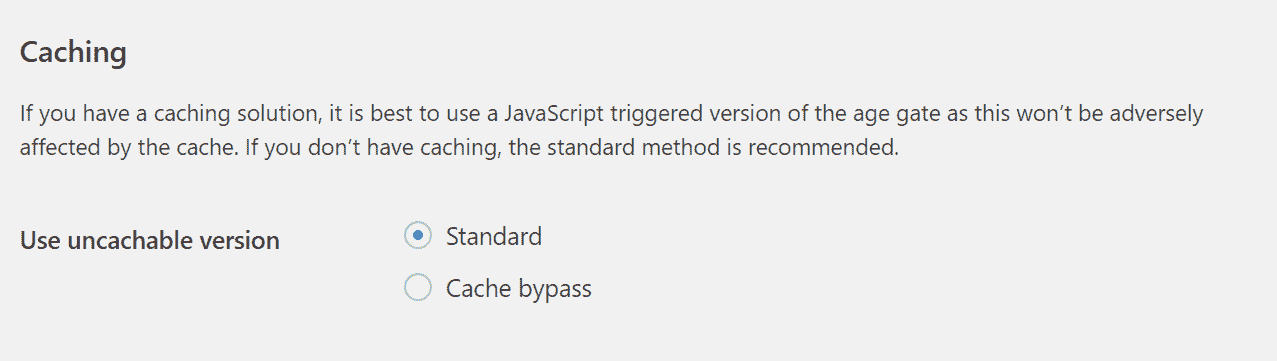 Caching
If you have a caching solution, it is best to use a JavaScript triggered version of the age gate as this won’t be adversely
affected by the cache. If you don’t have caching, the standard method is recommended.
Use uncachable version
Standard
Cache bypass